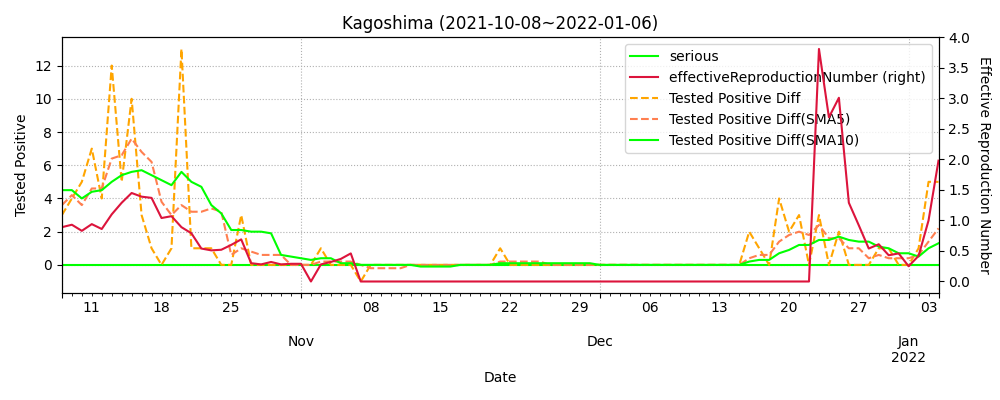 Kagoshima (2021-10-08~2022-01-06)
serious
effectiveReproductionNumber (right)
Tested Positive Diff
Tested Positive Diff(SMA5)
Tested Positive Diff(SMA10)
Tested Positive
12
10
8
6
4
2
0
4.0
3.5
3.0
2.5
2.0
1.5
1.0
0.5
0.0
Effective Reproduction Number
11 18 25 08 15 22 29 06 13 20 27 03
Nov Dec Jan
2022
Date